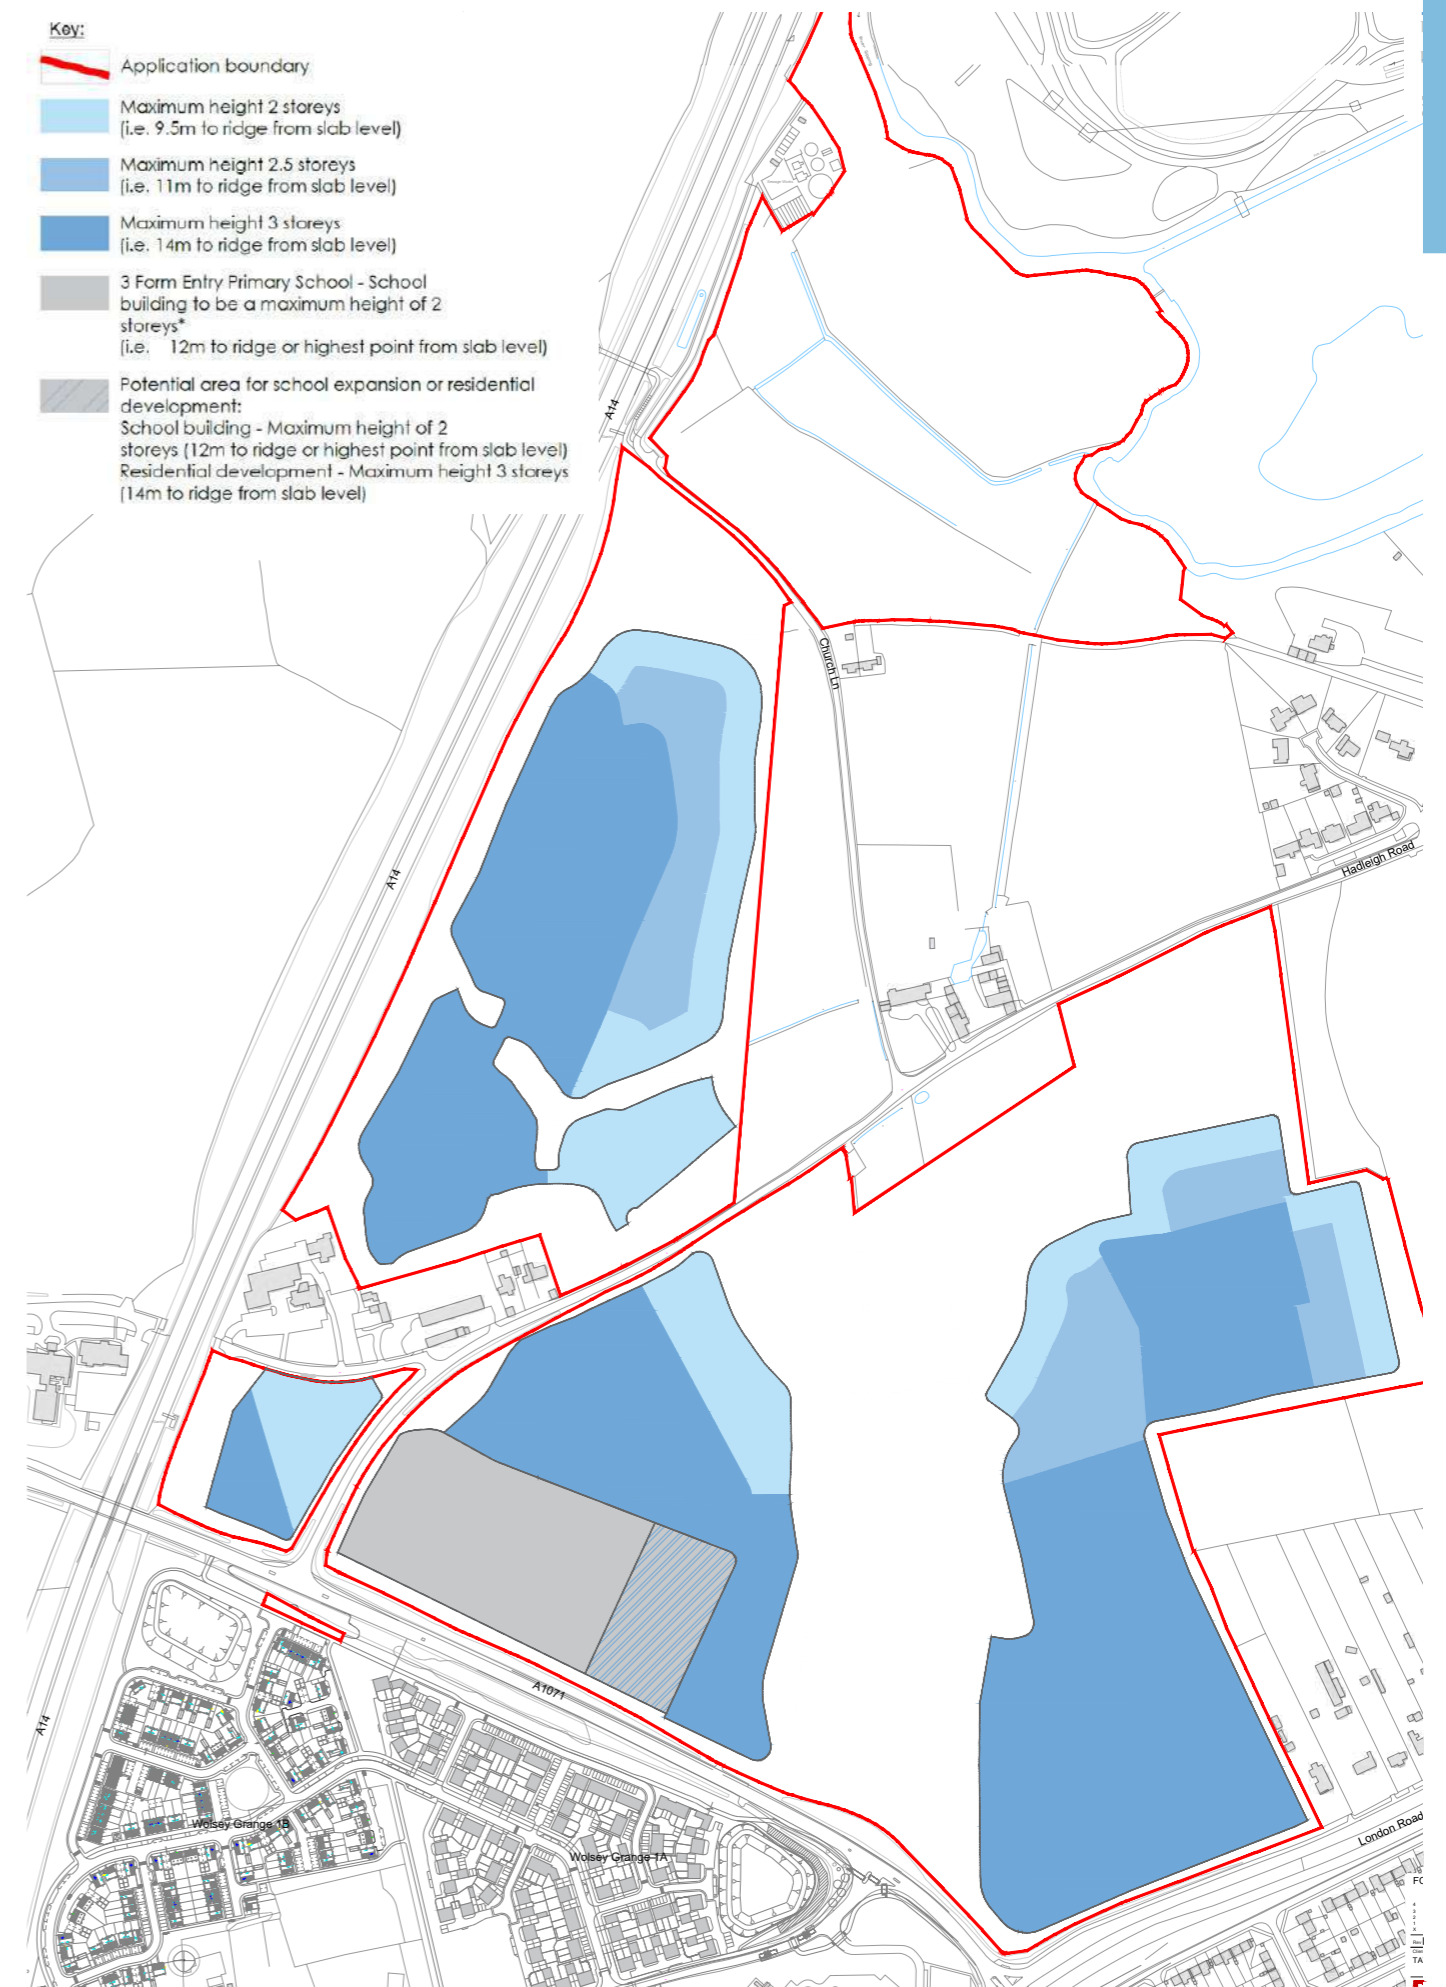 Key:
Application boundary
Maximum height 2 storeys
(i.e. 9.5m to ridge from slab level)
Maximum height 2.5 storeys
(i.e. 11m to ridge from slab level)
Maximum height 3 storeys
(i.e. 14m to ridge from slab level)
3 Form Entry Primary School - School
building to be a maximum height of 2
storeys*
(i.e. 12m to ridge or highest point from slab level)
Potential area for school expansion or residential
development:
School building - Maximum height of 2
storeys (12m to ridge or highest point from slab level)
Residential development - Maximum height 3 storeys
(14m to ridge from slab level)
A14
Church Ln
A14
Hadleigh Road
A1071
A14
Wolsey Grange 1B
Wolsey Grange 1A
London Road
FC
TA